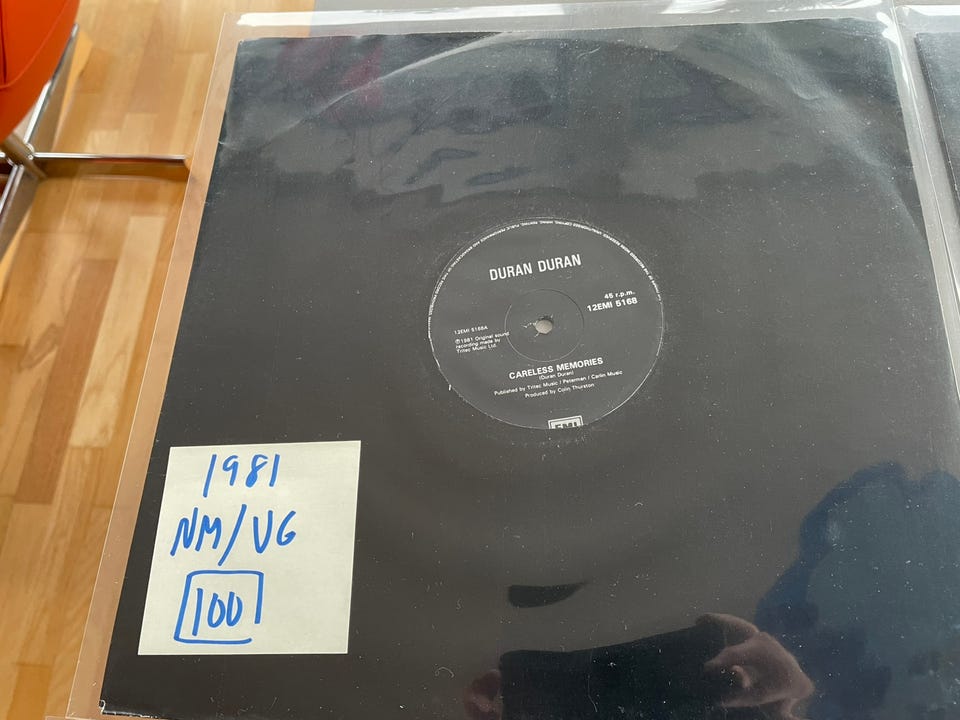 DURAN DURAN
45 r.p.m.
12EMI 5168
12EMI 5168A
℗1981 Original sound
recording made by
Tritec Music Ltd.
CARELESS MEMORIES
(Duran Duran)
Published by Tritec Music / Peterman / Carlin Music
Produced by Colin Thurston
EMI
1981
NM/VG
100